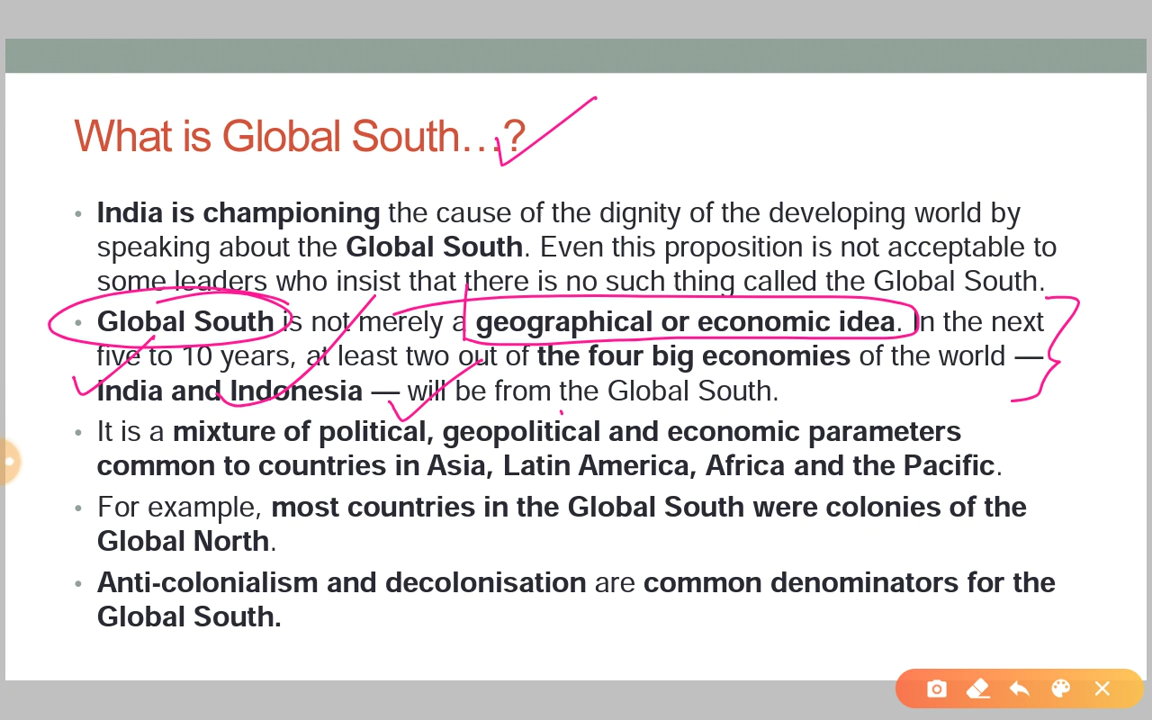 What is Global South...?
• India is championing the cause of the dignity of the developing world by
speaking about the Global South. Even this proposition is not acceptable to
some leaders who insist that there is no such thing called the Global South.
• Global South is not merely a geographical or economic idea. In the next
five to 10 years, at least two out of the four big economies of the world —
India and Indonesia — will be from the Global South.
• It is a mixture of political, geopolitical and economic parameters
common to countries in Asia, Latin America, Africa and the Pacific.
• For example, most countries in the Global South were colonies of the
Global North.
• Anti-colonialism and decolonisation are common denominators for the
Global South.